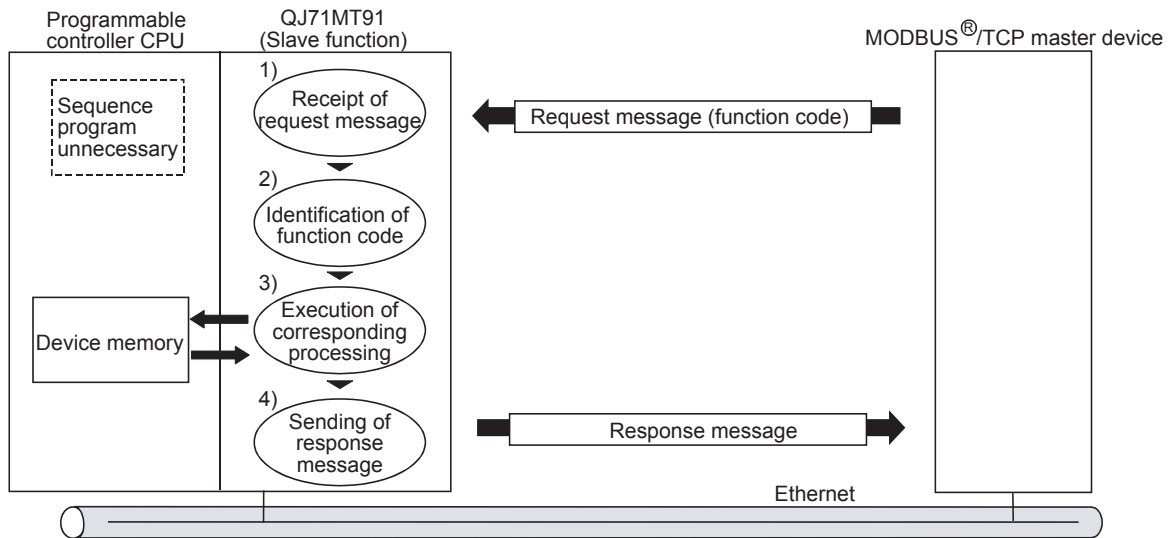 Programmable
controller CPU
QJ71MT91
(Slave function)
MODBUS®/TCP master device
Sequence
program
unnecessary
1)
Receipt of
request message
Request message (function code)
2)
Identification of
function code
3)
Execution of
corresponding
processing
Device memory
4)
Sending of
response
message
Response message
Ethernet